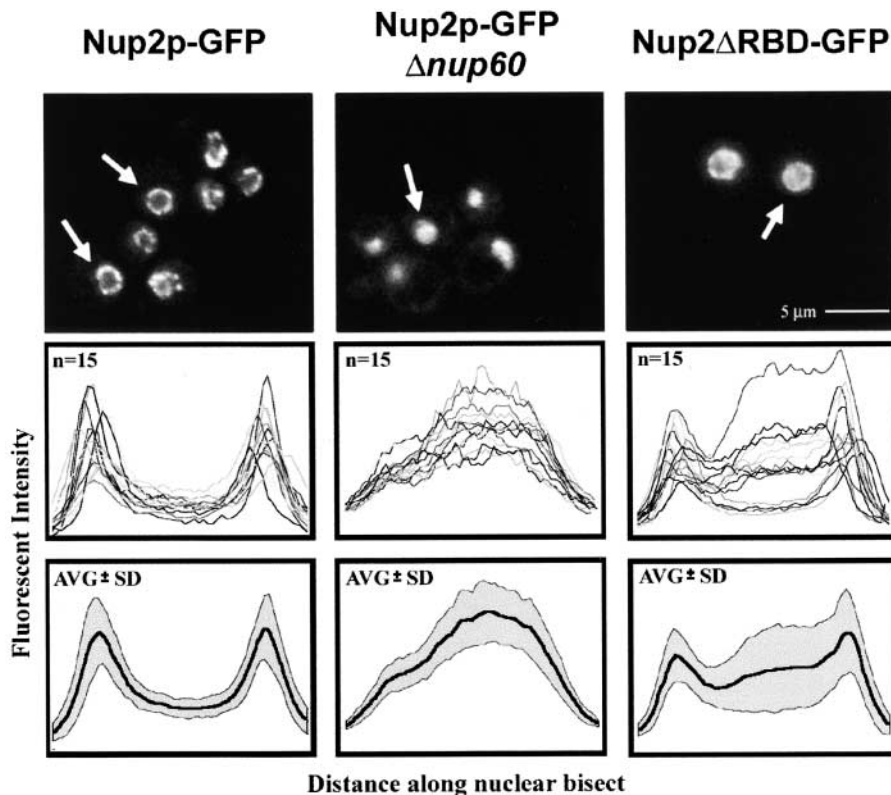 Nup2p-GFP
Nup2p-GFP
Δnup60
Nup2ΔRBD-GFP
5 μm
n=15
n=15
n=15
Fluorescent Intensity
AVG ± SD
AVG ± SD
AVG ± SD
Distance along nuclear bisect